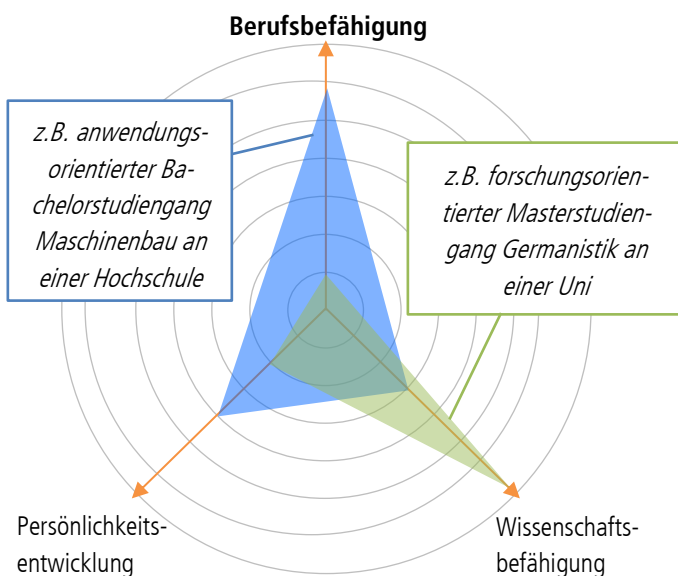 Berufsbefähigung
z.B. anwendungs-
orientierter Ba-
chelorstudiengang
Maschinenbau an
einer Hochschule
z.B. forschungsorien-
tierter Masterstudien-
gang Germanistik an
einer Uni
Persönlichkeits-
entwicklung
Wissenschafts-
befähigung